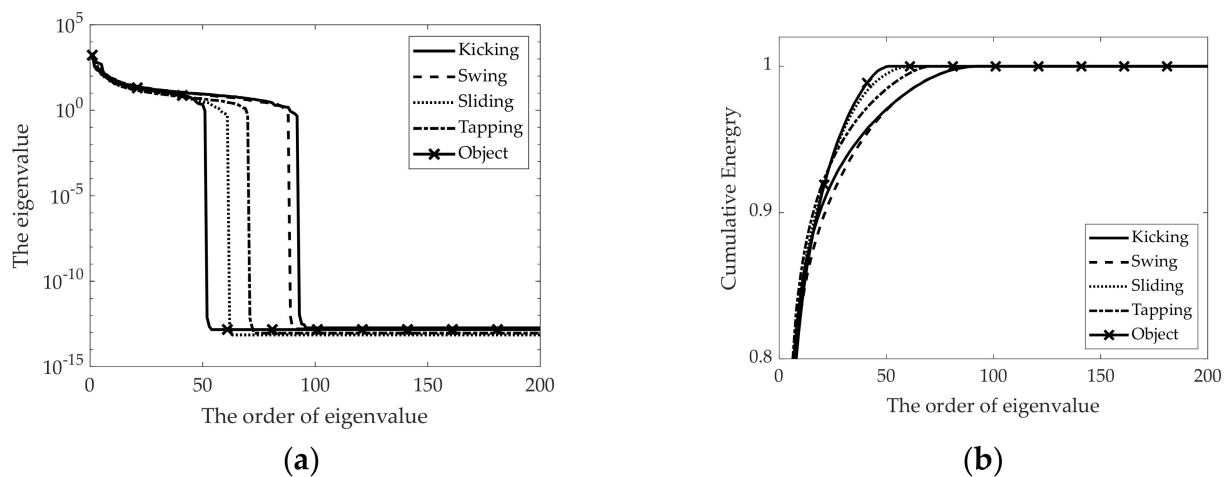 10^5
10^0
10^-5
10^-10
10^-15
The eigenvalue
0 50 100 150 200
The order of eigenvalue
Kicking
Swing
Sliding
Tapping
Object
(a)
1
0.9
0.8
Cumulative Energry
0 50 100 150 200
The order of eigenvalue
Kicking
Swing
Sliding
Tapping
Object
(b)